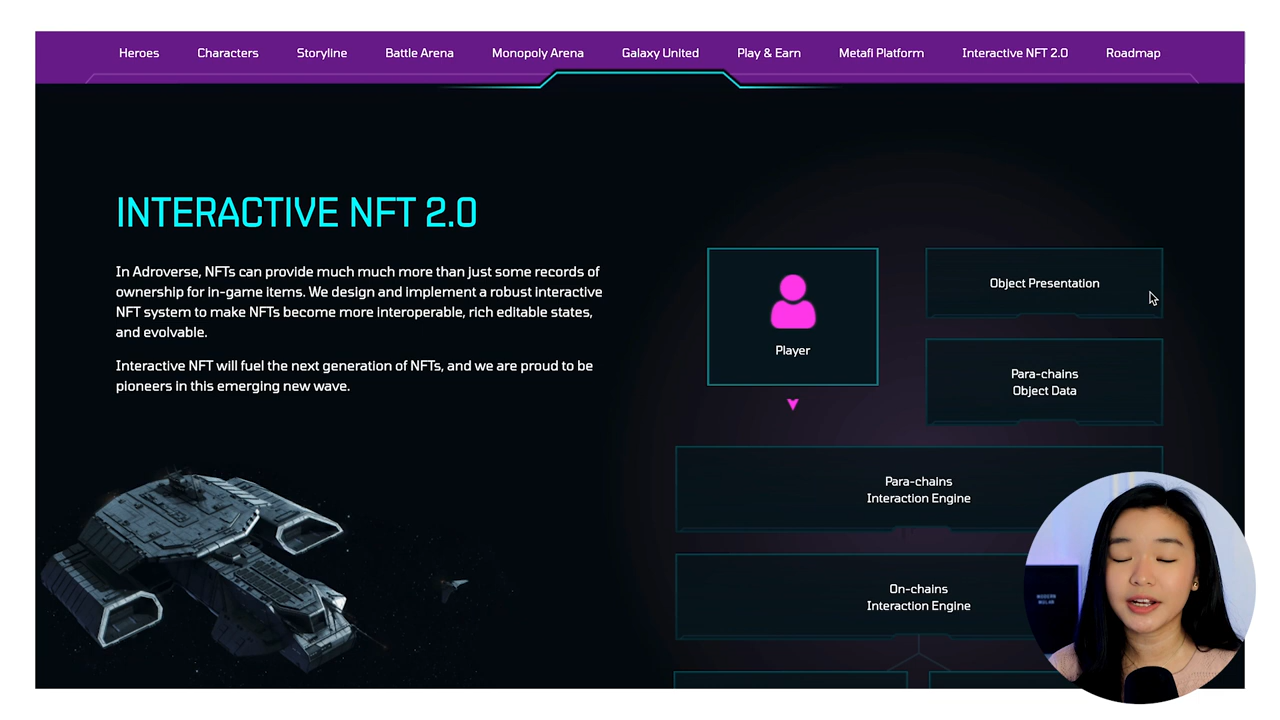 Heroes Characters Storyline Battle Arena Monopoly Arena Galaxy United Play & Earn Metafi Platform Interactive NFT 2.0 Roadmap
INTERACTIVE NFT 2.0
In Adroverse, NFTs can provide much much more than just some records of
ownership for in-game items. We design and implement a robust interactive
NFT system to make NFTs become more interoperable, rich editable states,
and evolvable.
Interactive NFT will fuel the next generation of NFTs, and we are proud to be
pioneers in this emerging new wave.
Player
Object Presentation
Para-chains
Object Data
Para-chains
Interaction Engine
On-chains
Interaction Engine
MODERN
MULAN